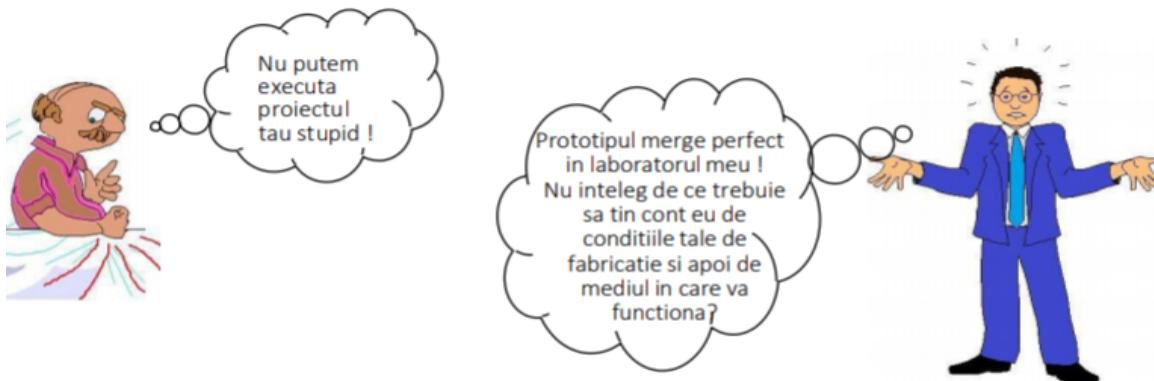 Nu putem
executa
proiectul
tau stupid !
Prototipul merge perfect
in laboratorul meu !
Nu inteleg de ce trebuie
sa tin cont eu de
conditiile tale de
fabricatie si apoi de
mediul in care va
functiona?